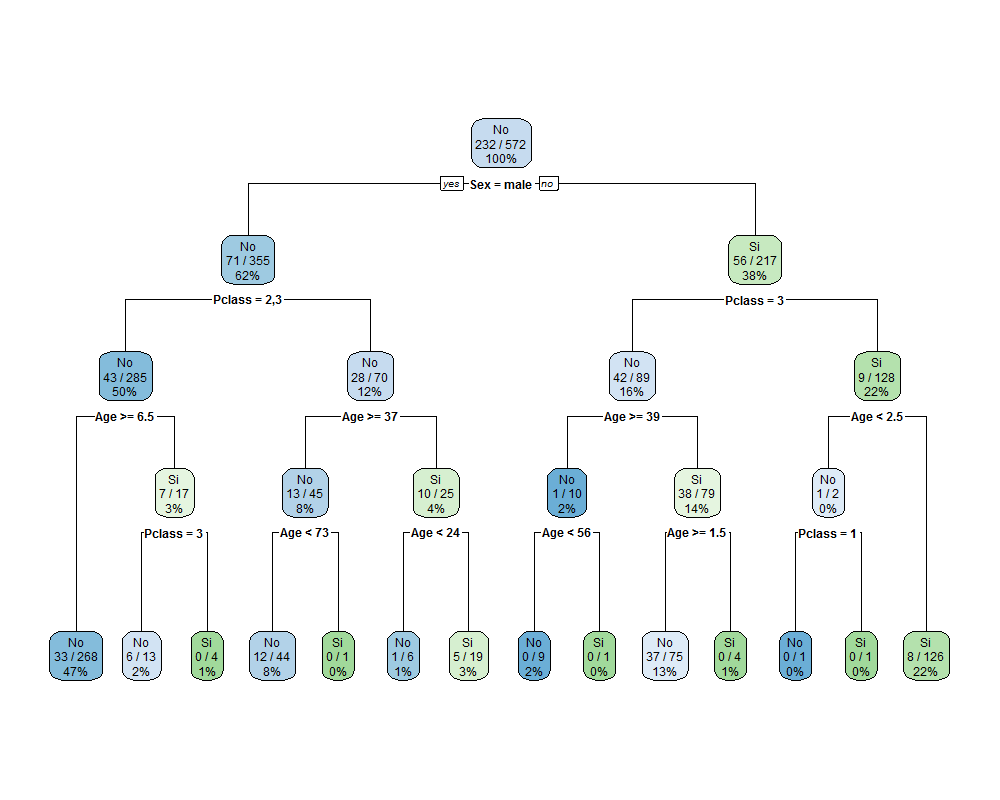 No
232 / 572
100%
yes Sex = male no
No
71 / 355
62%
Si
56 / 217
38%
Pclass = 2,3
Pclass = 3
No
43 / 285
50%
No
28 / 70
12%
No
42 / 89
16%
Si
9 / 128
22%
Age >= 6.5
Age >= 37
Age >= 39
Age < 2.5
Si
7 / 17
3%
No
13 / 45
8%
Si
10 / 25
4%
No
1 / 10
2%
Si
38 / 79
14%
No
1 / 2
0%
Pclass = 3
Age < 73
Age < 24
Age < 56
Age >= 1.5
Pclass = 1
No
33 / 268
47%
No
6 / 13
2%
Si
0 / 4
1%
No
12 / 44
8%
Si
0 / 1
0%
No
1 / 6
1%
Si
5 / 19
3%
No
0 / 9
2%
Si
0 / 1
0%
No
37 / 75
13%
Si
0 / 4
1%
No
0 / 1
0%
Si
0 / 1
0%
Si
8 / 126
22%